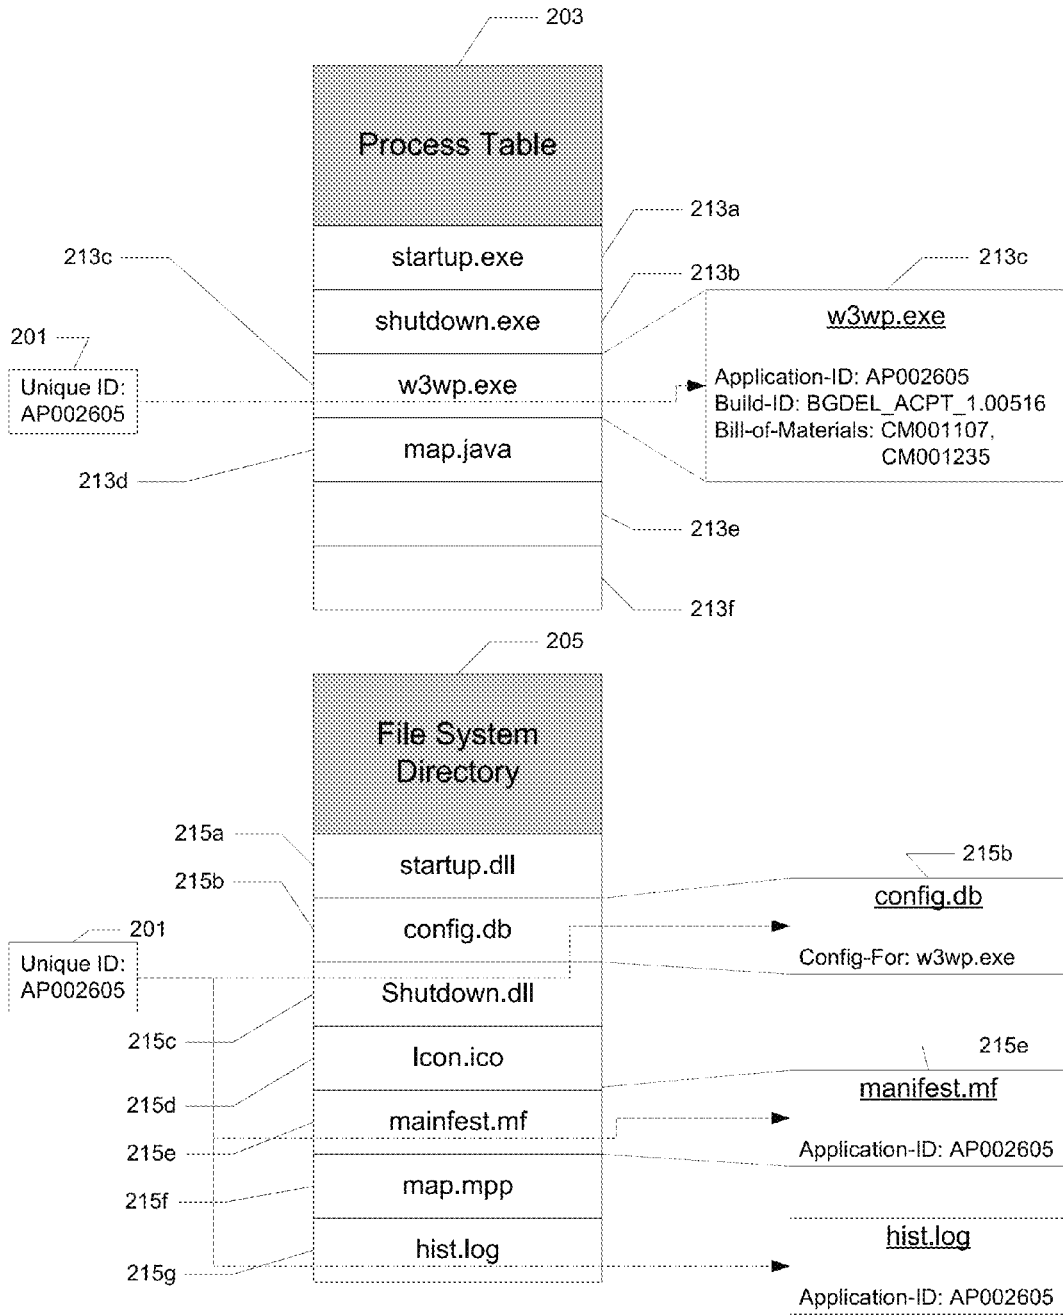 203
Process Table
213a
startup.exe
213c
213b
213c
shutdown.exe
w3wp.exe
201
Unique ID:
AP002605
w3wp.exe
Application-ID: AP002605
Build-ID: BGDEL_ACPT_1.00516
Bill-of-Materials: CM001107,
CM001235
map.java
213d
213e
213f
205
File System
Directory
215a
startup.dll
215b
215b
config.db
config.db
201
Unique ID:
AP002605
Config-For: w3wp.exe
Shutdown.dll
215c
Icon.ico
215e
215d
manifest.mf
mainfest.mf
215e
Application-ID: AP002605
map.mpp
215f
hist.log
hist.log
215g
Application-ID: AP002605